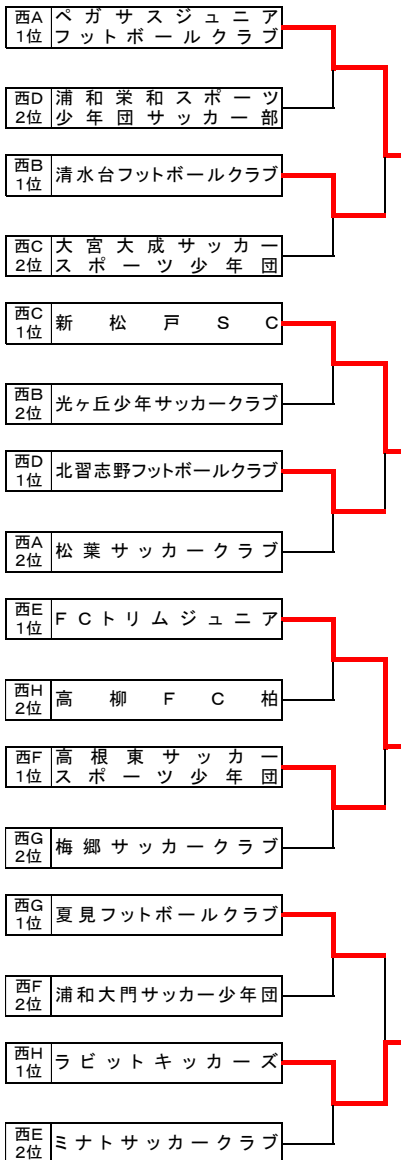 西A ペガサスジュニア
1位 フットボールクラブ
西D 浦和栄和スポーツ
2位 少年団サッカー部
西B
1位 清水台フットボールクラブ
西C 大宮大成サッカー
2位 スポーツ少年団
西C
1位 新松戸SC
西B
2位 光ヶ丘少年サッカークラブ
西D
1位 北習志野フットボールクラブ
西A
2位 松葉サッカークラブ
西E
1位 FCトリムジュニア
西H
2位 高柳FC柏
西F 高根東サッカー
1位 スポーツ少年団
西G
2位 梅郷サッカークラブ
西G
1位 夏見フットボールクラブ
西F
2位 浦和大門サッカー少年団
西H
1位 ラビットキッカーズ
西E
2位 ミナトサッカークラブ